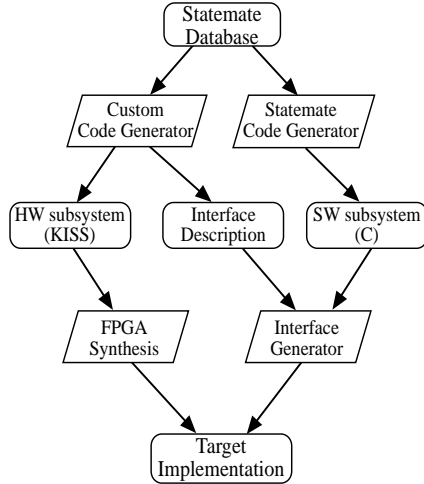 Statemate
Database
Custom
Code Generator
Statemate
Code Generator
HW subsystem
(KISS)
Interface
Description
SW subsystem
(C)
FPGA
Synthesis
Interface
Generator
Target
Implementation